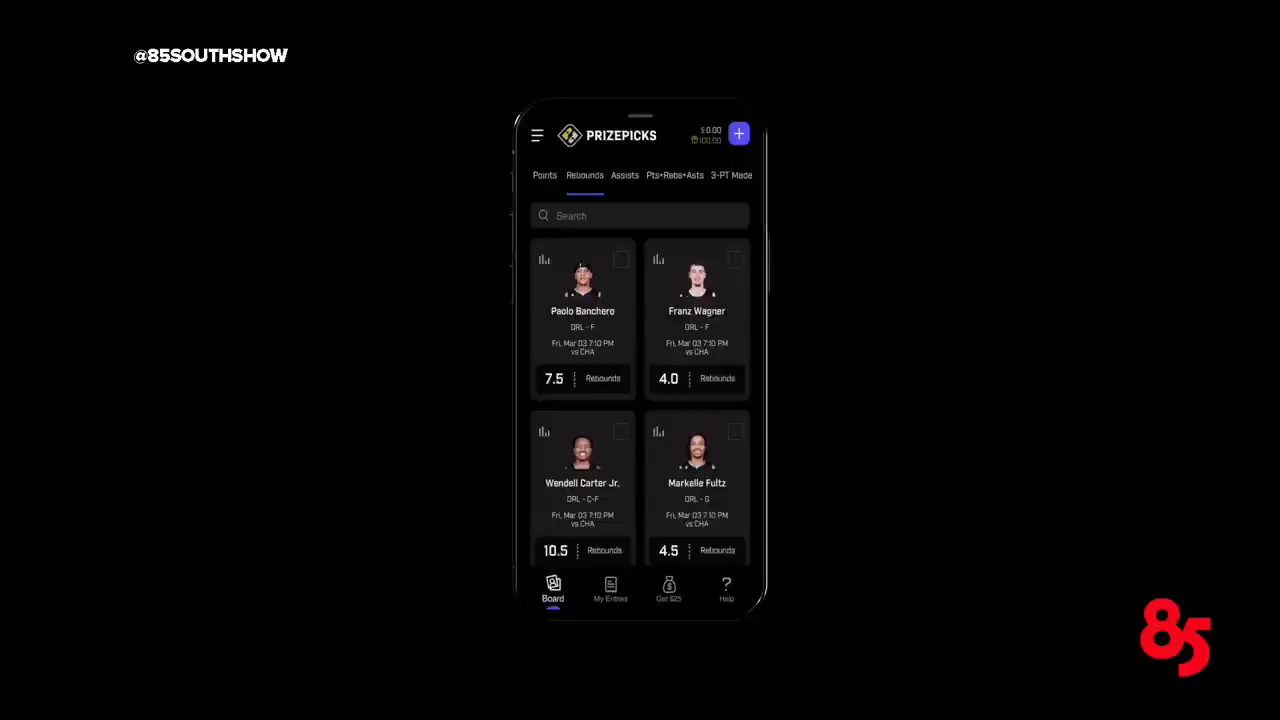 @85SOUTHSHOW
PRIZEPICKS
$ 0.00
100.00
Points Rebounds Assists Pts+Rebs+Asts 3-PT Made
Search
Paolo Banchero
ORL - F
Fri, Mar 03 7:10 PM
vs CHA
7.5 Rebounds
Franz Wagner
ORL - F
Fri, Mar 03 7:10 PM
vs CHA
4.0 Rebounds
Wendell Carter Jr.
ORL - C-F
Fri, Mar 03 7:10 PM
vs CHA
10.5 Rebounds
Markelle Fultz
ORL - G
Fri, Mar 03 7:10 PM
vs CHA
4.5 Rebounds
Board My Entries Get $25 Help
85